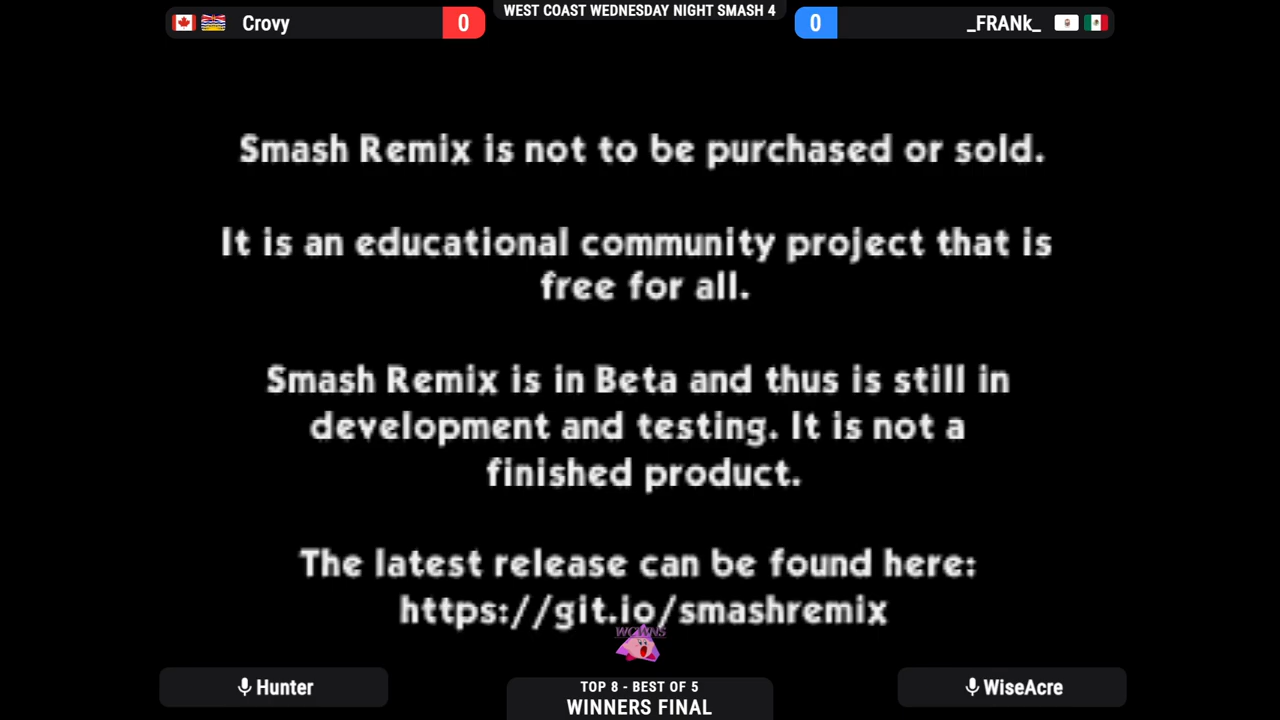 Crovy 0
WEST COAST WEDNESDAY NIGHT SMASH 4
0 _FRANk_
Smash Remix is not to be purchased or sold.
It is an educational community project that is
free for all.
Smash Remix is in Beta and thus is still in
development and testing. It is not a
finished product.
The latest release can be found here:
https://git.io/smashremix
WCWNS
Hunter
TOP 8 - BEST OF 5
WINNERS FINAL
WiseAcre